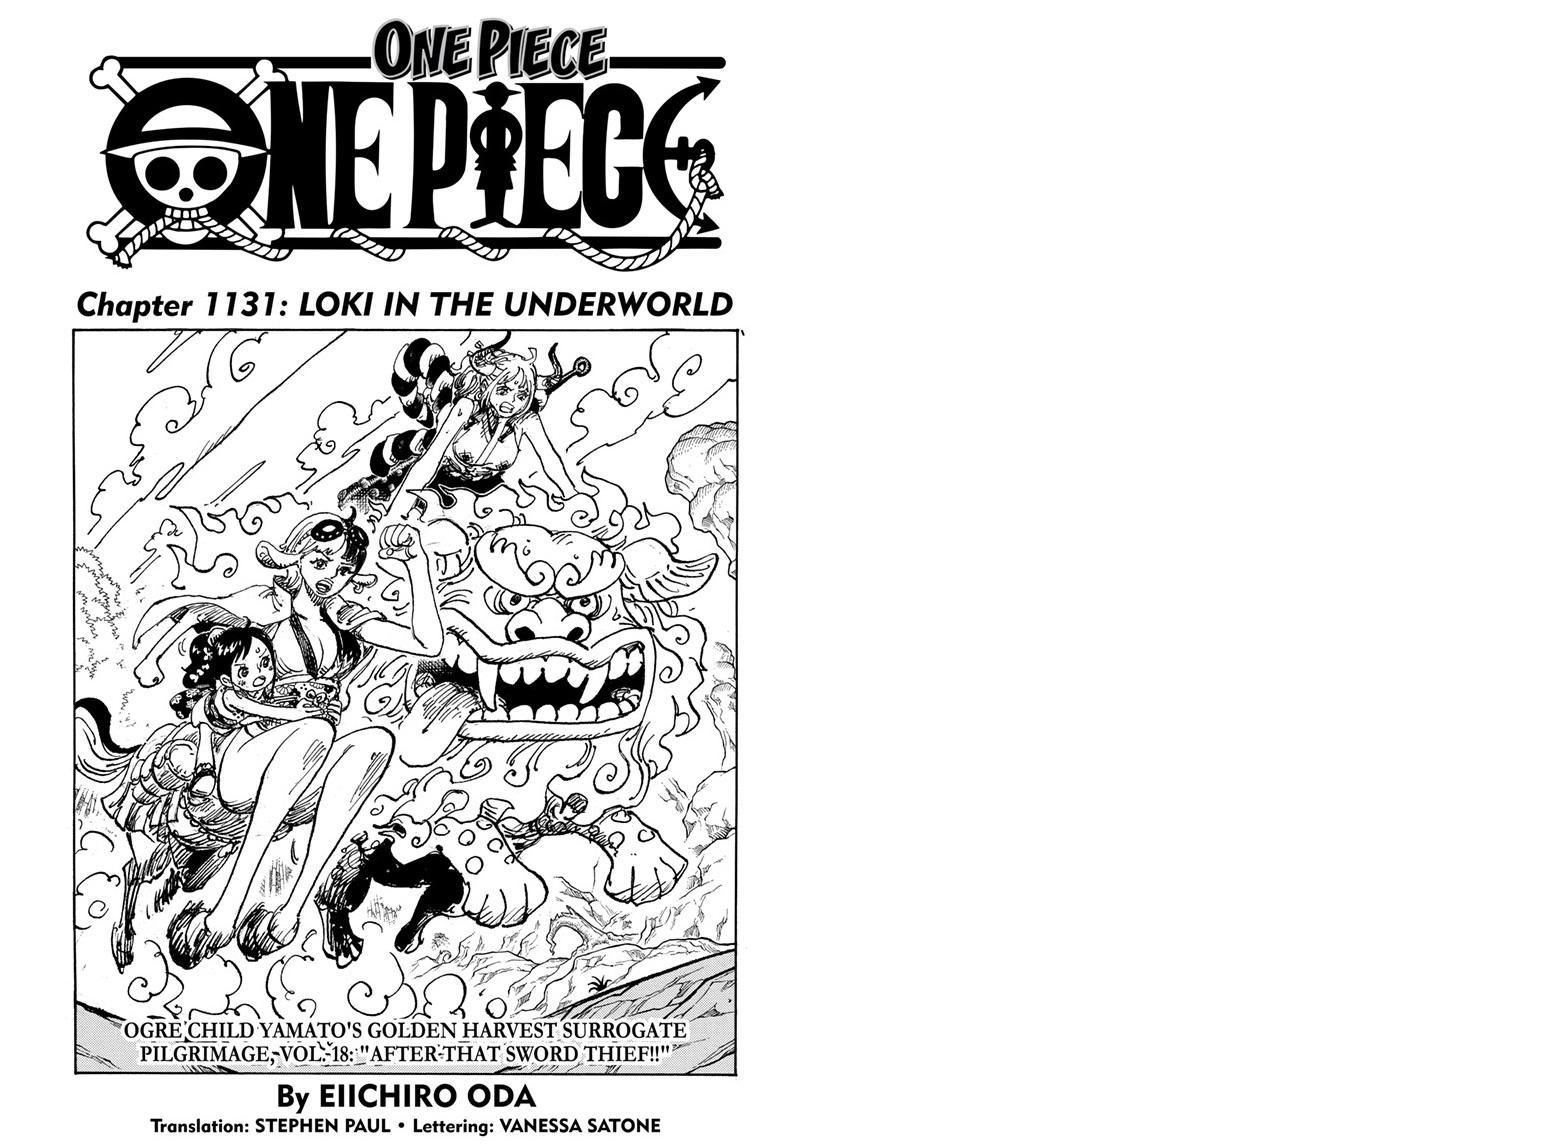 ONE PIECE
ONE PIECE
Chapter 1131: LOKI IN THE UNDERWORLD
OGRE CHILD YAMATO'S GOLDEN HARVEST SURROGATE
PILGRIMAGE, VOL. 18: "AFTER THAT SWORD THIEF!!"
By EIICHIRO ODA
Translation: STEPHEN PAUL • Lettering: VANESSA SATONE